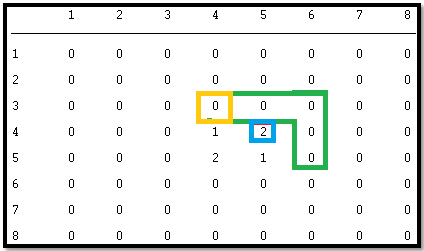 1 2 3 4 5 6 7 8
1 0 0 0 0 0 0 0 0
2 0 0 0 0 0 0 0 0
3 0 0 0 0 0 0 0 0
4 0 0 0 1 2 0 0 0
5 0 0 0 2 1 0 0 0
6 0 0 0 0 0 0 0 0
7 0 0 0 0 0 0 0 0
8 0 0 0 0 0 0 0 0